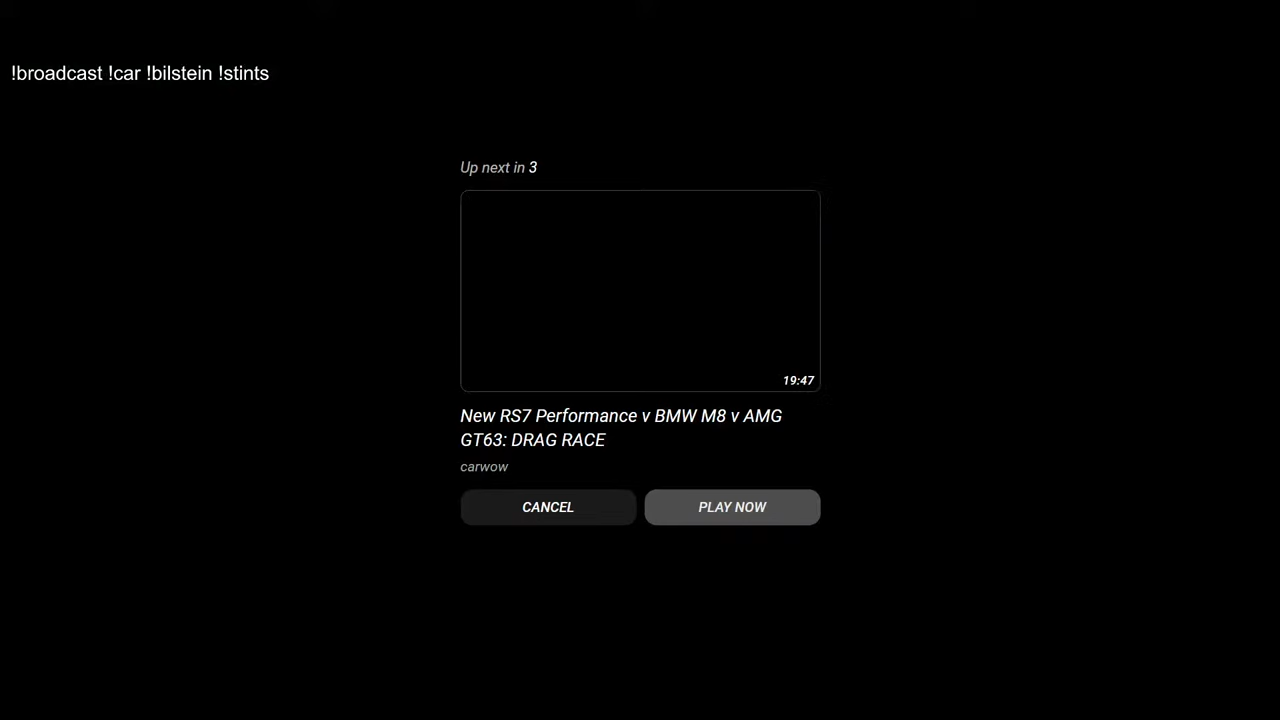 !broadcast !car !bilstein !stints
Up next in 3
19:47
New RS7 Performance v BMW M8 v AMG
GT63: DRAG RACE
carwow
CANCEL
PLAY NOW